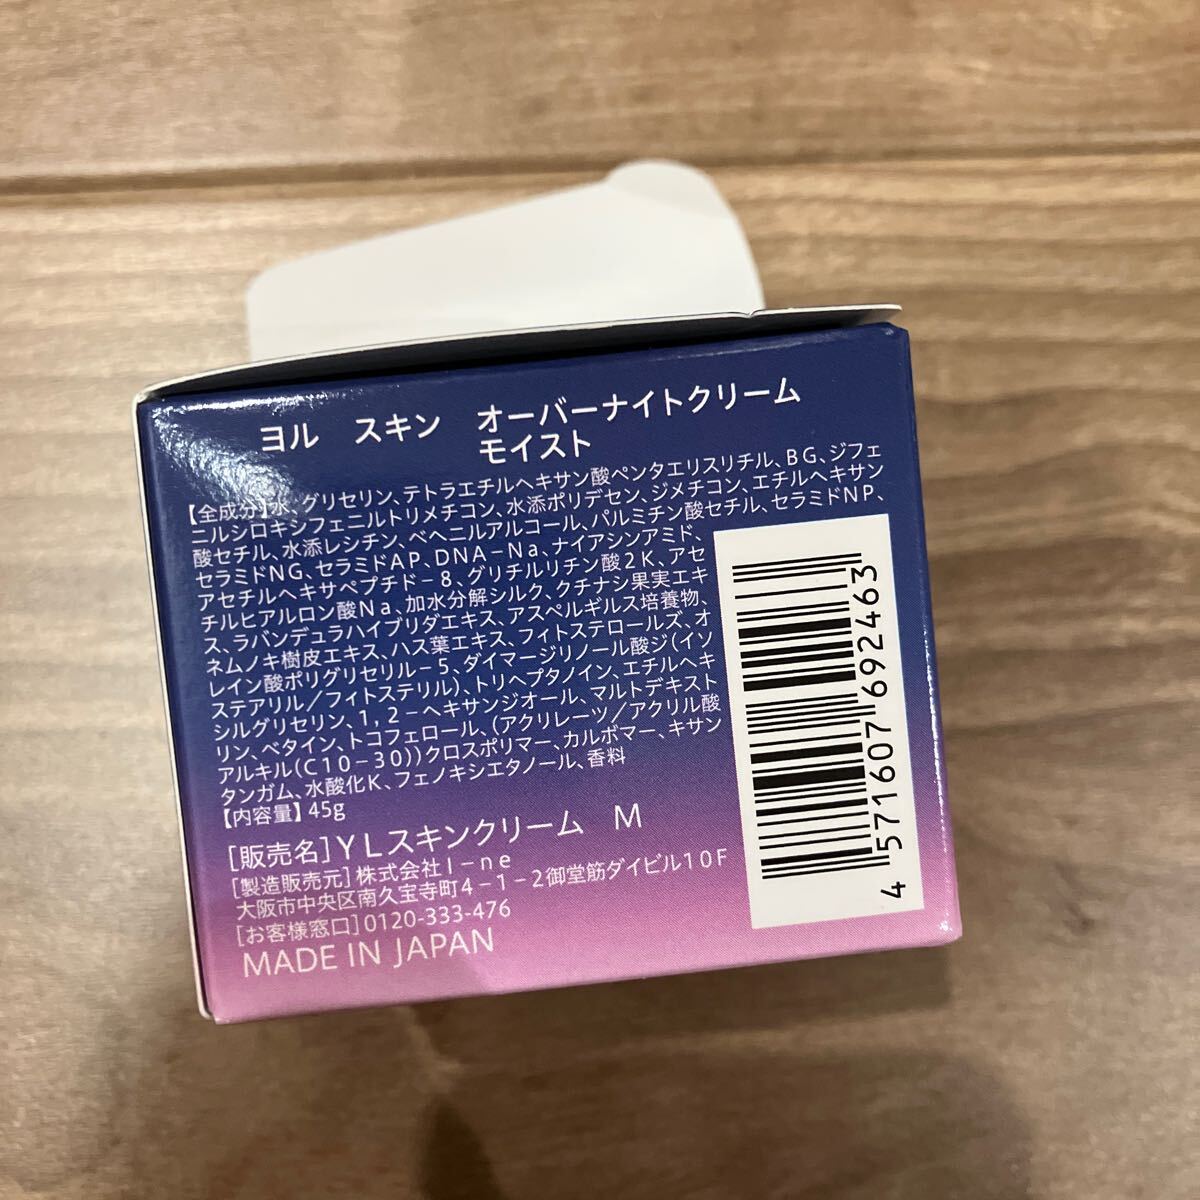 ヨル　スキン　オーバーナイトクリーム
モイスト
【全成分】水、グリセリン、テトラエチルヘキサン酸ペンタエリスリチル、BG、ジフェ
ニルシロキシフェニルトリメチコン、水添ポリデセン、ジメチコン、エチルヘキサン
酸セチル、水添レシチン、ベヘニルアルコール、パルミチン酸セチル、セラミドNP、
セラミドNG、セラミドAP、DNA-Na、ナイアシンアミド、
アセチルヘキサペプチド-8、グリチルリチン酸2K、アセ
チルヒアルロン酸Na、加水分解シルク、クチナシ果実エキ
ス、ラバンデュラハイブリダエキス、アスペルギルス培養物、
ネムノキ樹皮エキス、ハス葉エキス、フィトステロールズ、オ
レイン酸ポリグリセリル-5、ダイマージリノール酸ジ(イソ
ステアリル/フィトステリル)、トリヘプタノイン、エチルヘキ
シルグリセリン、1,2-ヘキサンジオール、マルトデキスト
リン、ベタイン、トコフェロール、(アクリレーツ/アクリル酸
アルキル(C10-30))クロスポリマー、カルボマー、キサン
タンガム、水酸化K、フェノキシエタノール、香料
【内容量】45g
[販売名]YLスキンクリーム　M
[製造販売元]株式会社I-ne
大阪市中央区南久宝寺町4-1-2御堂筋ダイビル10F
[お客様窓口]0120-333-476
MADE IN JAPAN
4 571607 692463